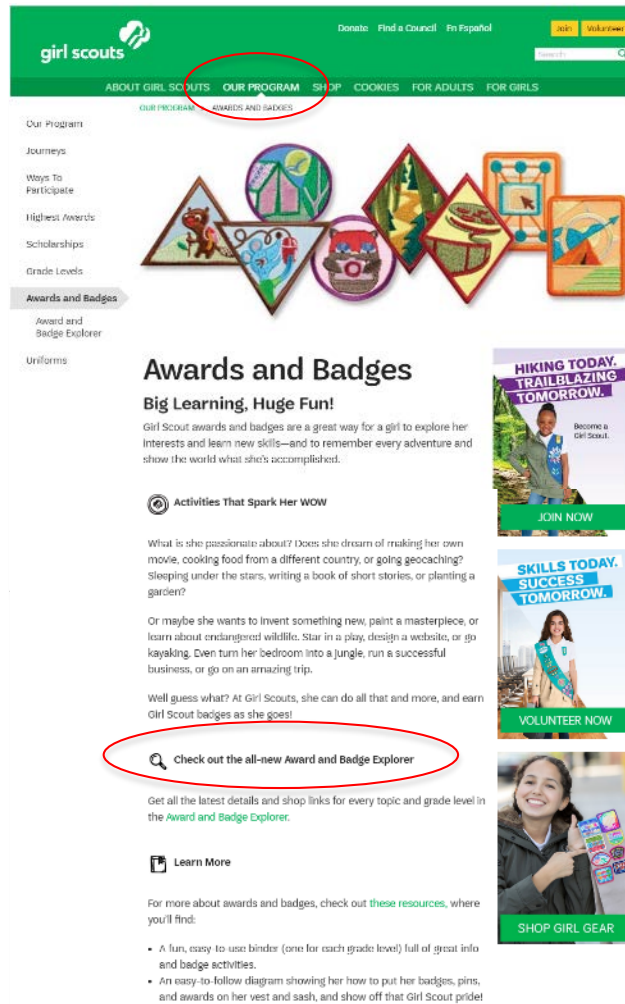 Donate Find a Council En Español Join Volunteer
girl scouts
Search
ABOUT GIRL SCOUTS OUR PROGRAM SHOP COOKIES FOR ADULTS FOR GIRLS
OUR PROGRAM AWARDS AND BADGES
Our Program
Journeys
Ways To
Participate
Highest Awards
Scholarships
Grade Levels
Awards and Badges
Award and
Badge Explorer
Uniforms
Awards and Badges
Big Learning, Huge Fun!
Girl Scout awards and badges are a great way for a girl to explore her
interests and learn new skills—and to remember every adventure and
show the world what she's accomplished.
Activities That Spark Her WOW
What is she passionate about? Does she dream of making her own
movie, cooking food from a different country, or going geocaching?
Sleeping under the stars, writing a book of short stories, or planting a
garden?
Or maybe she wants to invent something new, paint a masterpiece, or
learn about endangered wildlife. Star in a play, design a website, or go
kayaking. Even turn her bedroom into a jungle, run a successful
business, or go on an amazing trip.
Well guess what? At Girl Scouts, she can do all that and more, and earn
Girl Scout badges as she goes!
Check out the all-new Award and Badge Explorer
Get all the latest details and shop links for every topic and grade level in
the Award and Badge Explorer.
Learn More
For more about awards and badges, check out these resources, where
you'll find:
• A fun, easy-to-use binder (one for each grade level) full of great info
and badge activities.
• An easy-to-follow diagram showing her how to put her badges, pins,
and awards on her vest and sash, and show off that Girl Scout pride!
HIKING TODAY.
TRAILBLAZING
TOMORROW.
Become a
Girl Scout.
JOIN NOW
SKILLS TODAY.
SUCCESS
TOMORROW.
VOLUNTEER NOW
SHOP GIRL GEAR